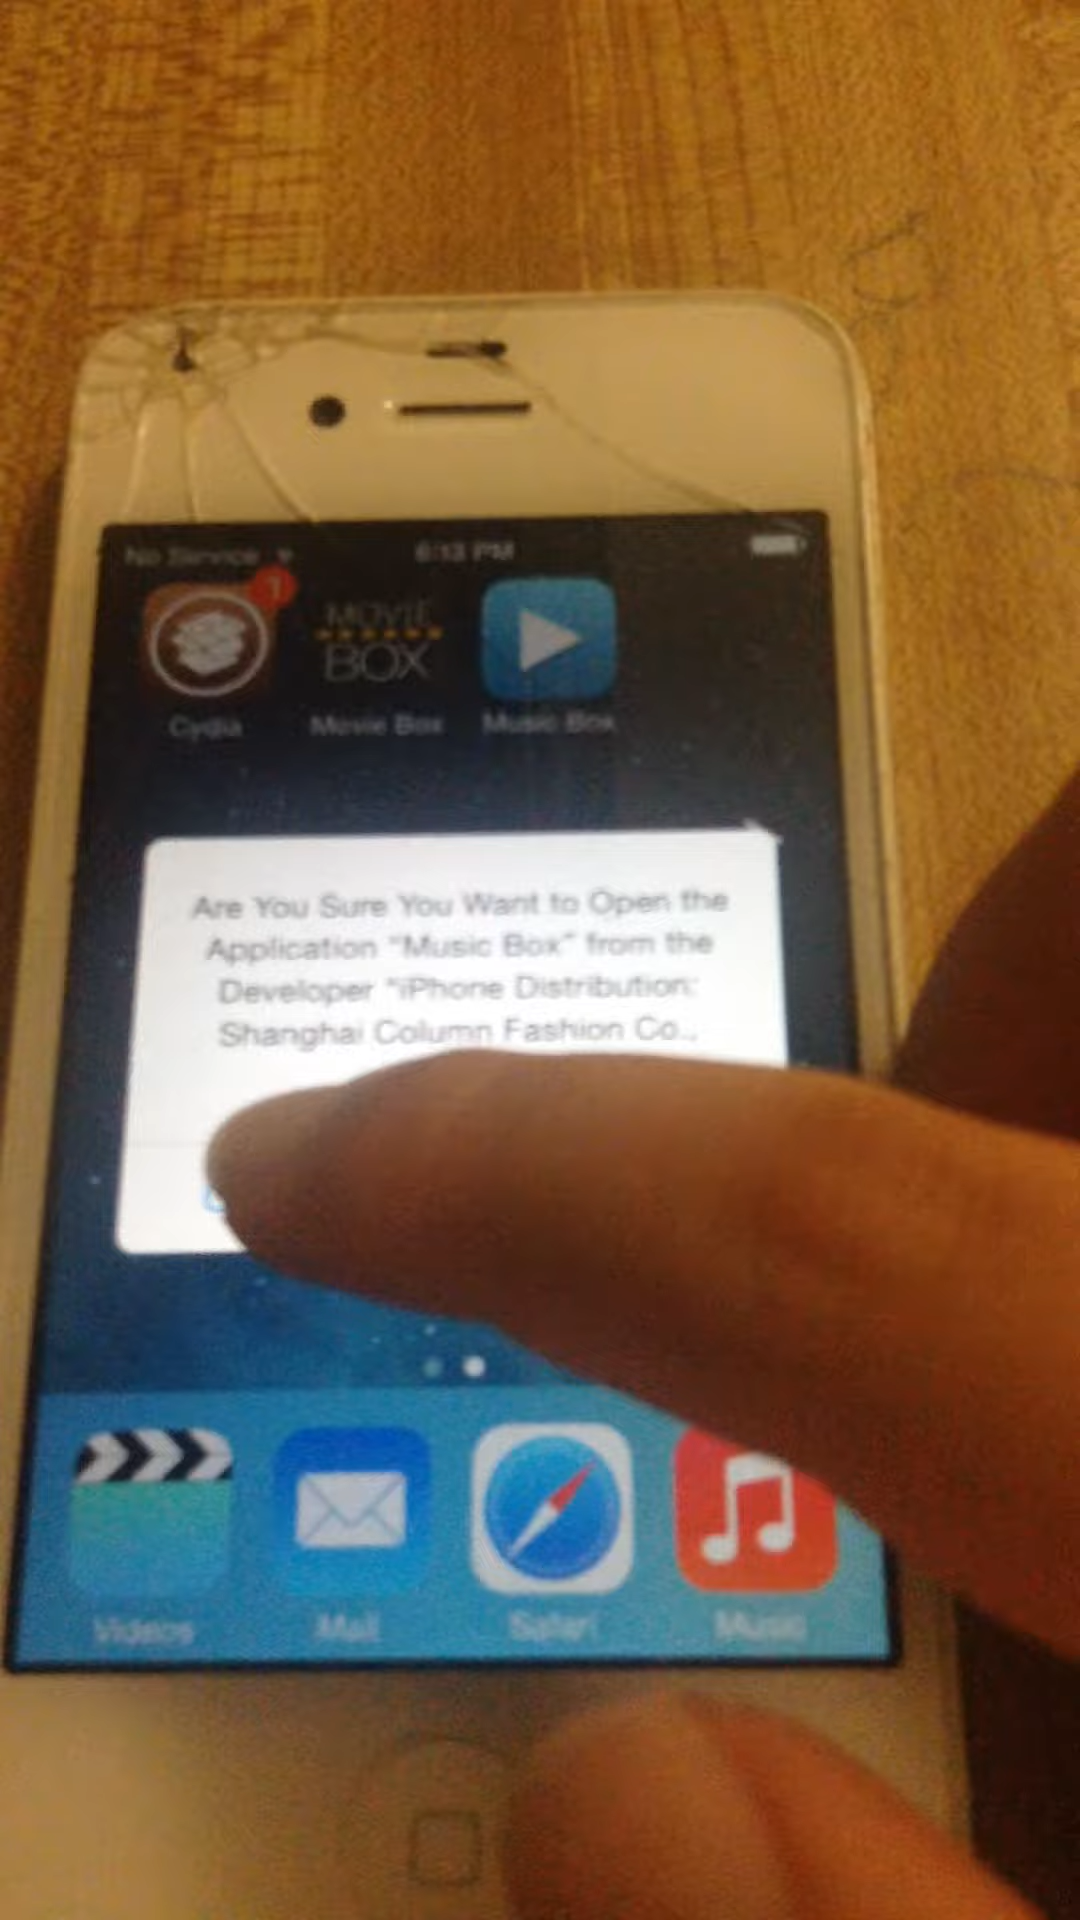 No Service 6:13 PM
1
MOVIE
BOX
Cydia Movie Box Music Box
Are You Sure You Want to Open the
Application "Music Box" from the
Developer "iPhone Distribution:
Shanghai Column Fashion Co.,
Videos Mail Safari Music